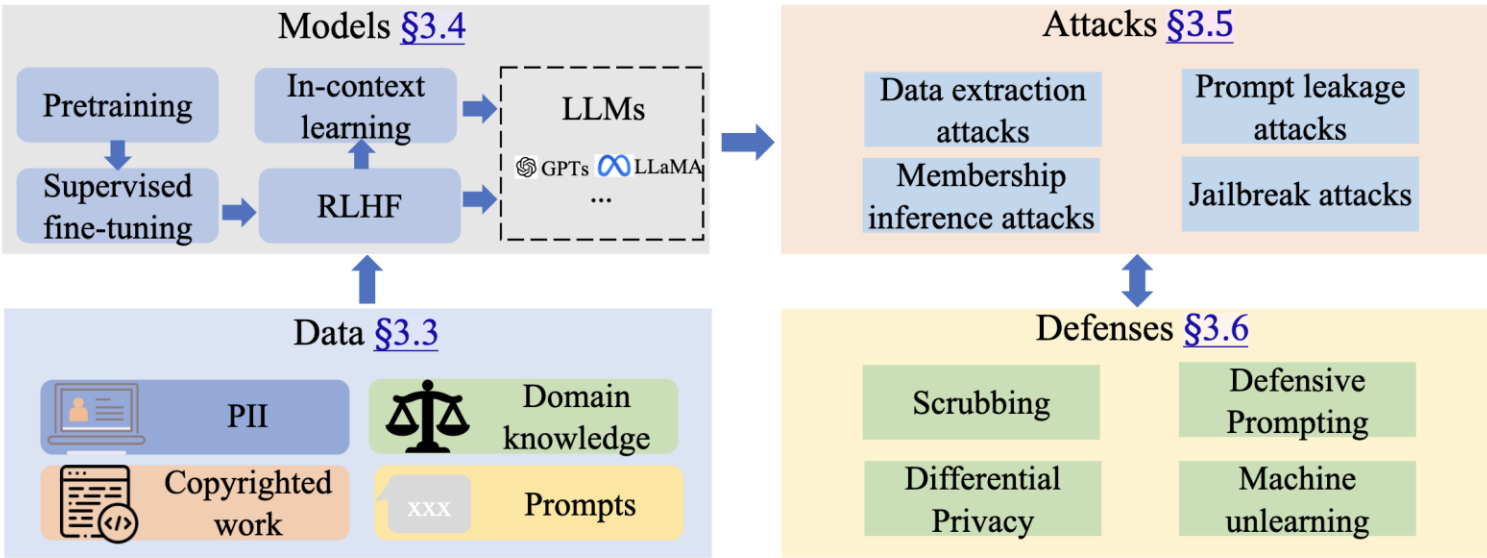 Models §3.4
Pretraining
Supervised
fine-tuning
In-context
learning
RLHF
LLMs
GPTs LLaMA
...
Attacks §3.5
Data extraction
attacks
Prompt leakage
attacks
Membership
inference attacks
Jailbreak attacks
Data §3.3
PII
Domain
knowledge
</>
Copyrighted
work
xxx
Prompts
Defenses §3.6
Scrubbing
Defensive
Prompting
Differential
Privacy
Machine
unlearning